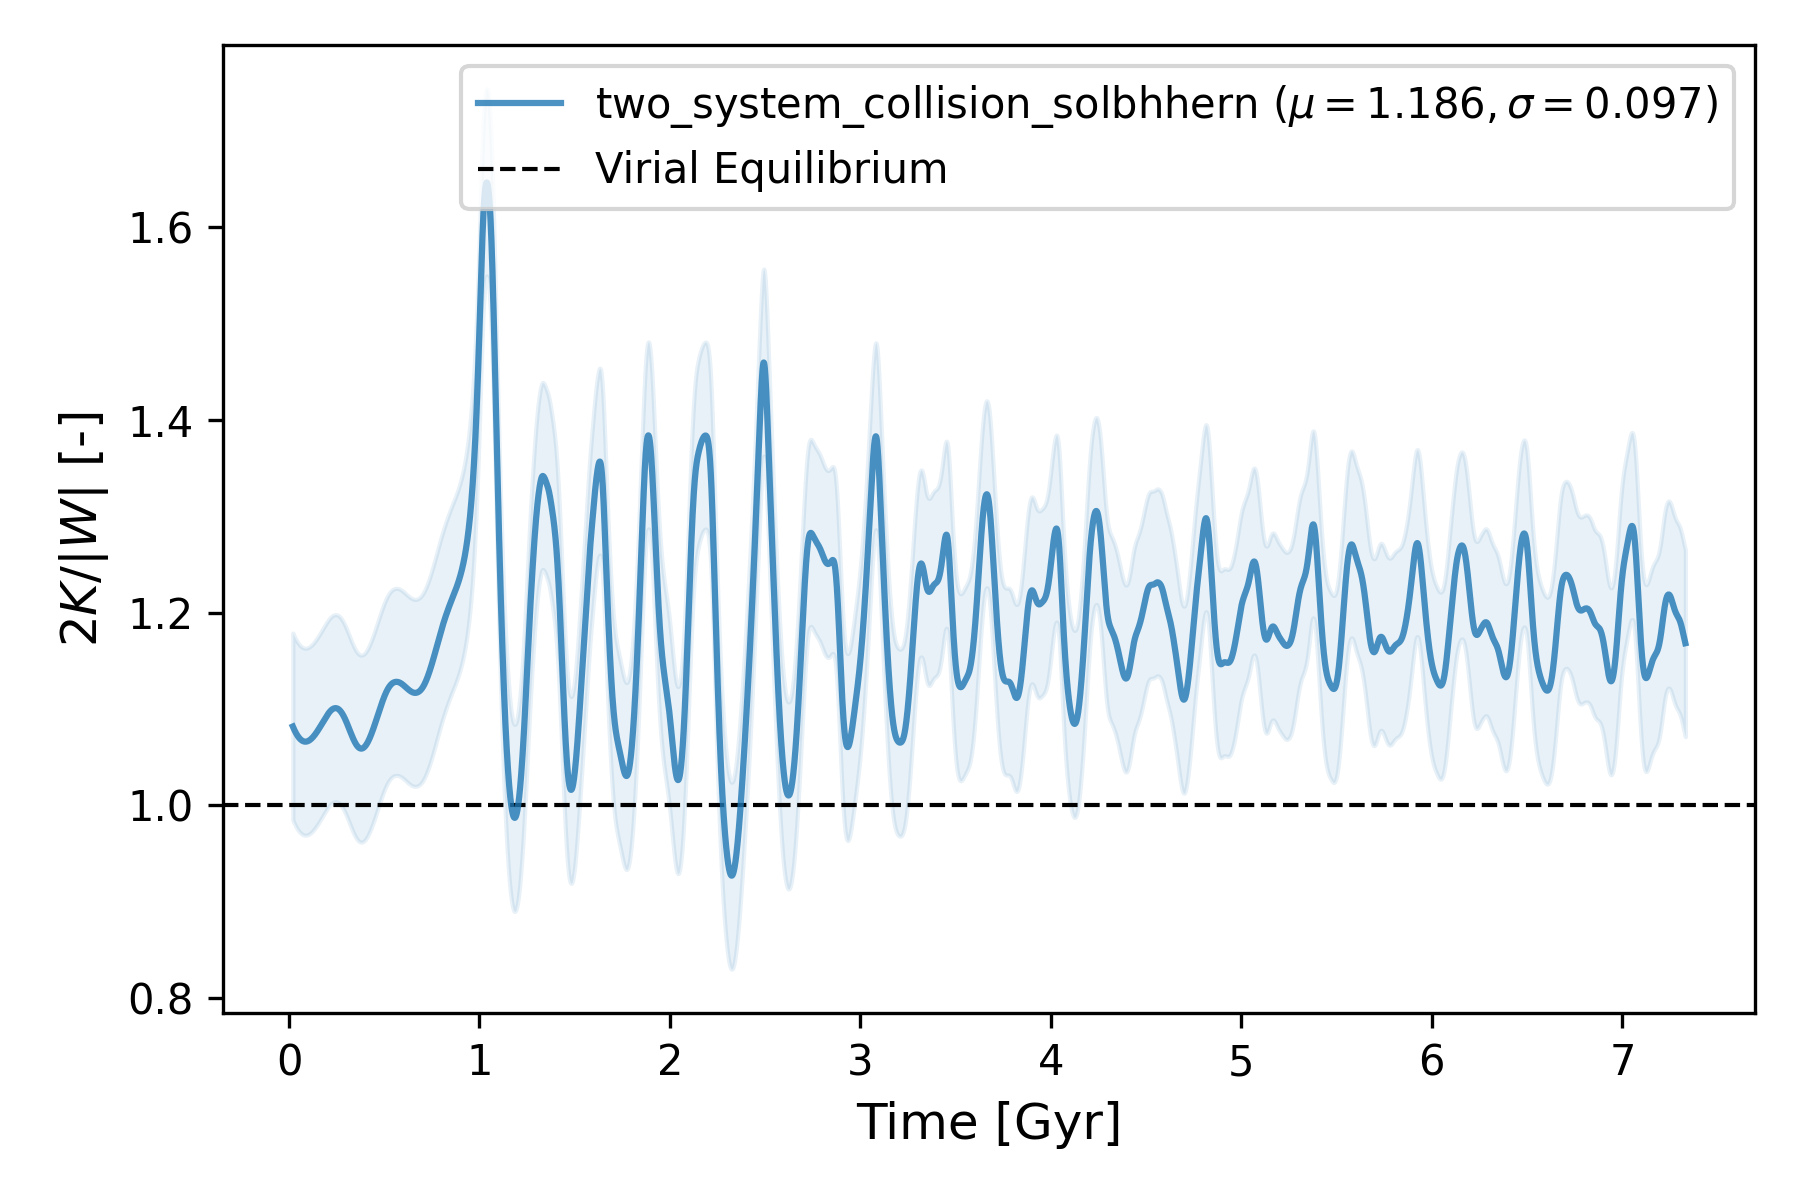 two_system_collision_solbhhern (μ = 1.186, σ = 0.097)
Virial Equilibrium
2K/|W| [-]
1.6
1.4
1.2
1.0
0.8
0 1 2 3 4 5 6 7
Time [Gyr]